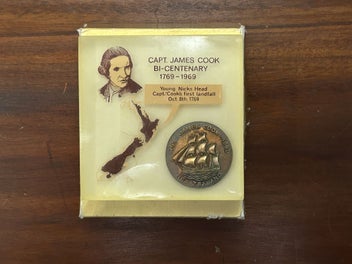 CAPT. JAMES COOK
BI-CENTENARY
1769-1969
Young Nicks Head
Capt. Cook's first landfall
Oct 8th 1769